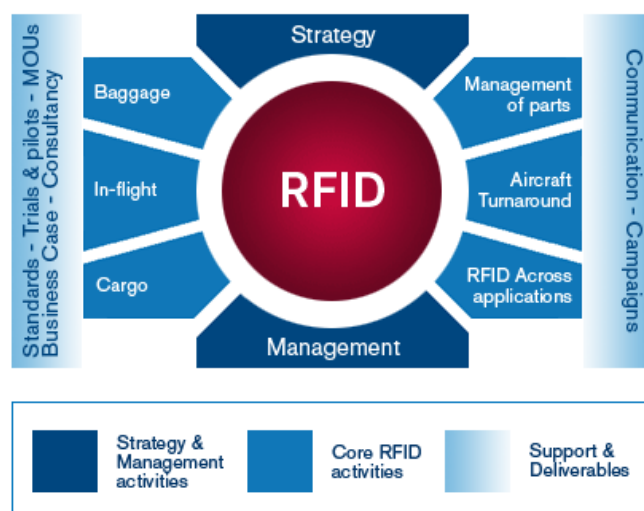 Standards - Trials & pilots - MOUs
Business Case - Consultancy
Strategy
Baggage
In-flight
Cargo
RFID
Management
of parts
Aircraft
Turnaround
RFID Across
applications
Management
Communication - Campaigns
Strategy &
Management
activities
Core RFID
activities
Support &
Deliverables